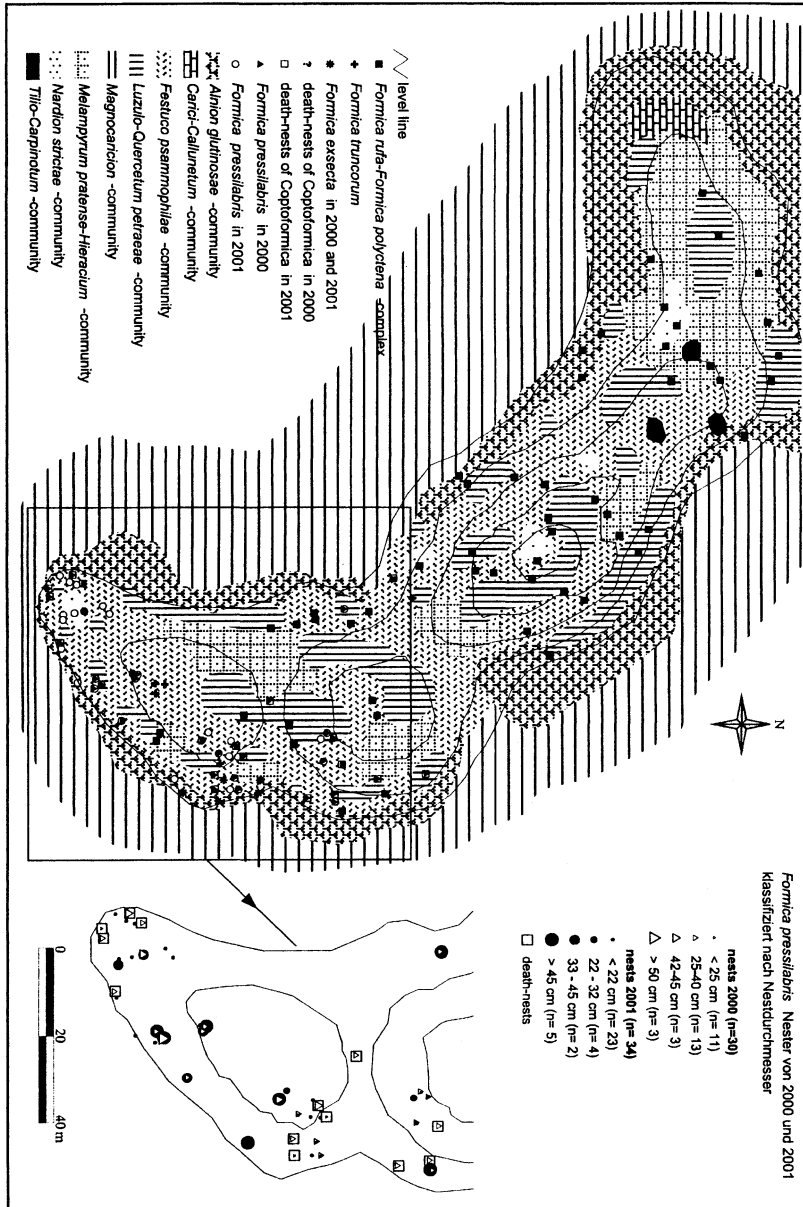 level line
Formica rufa-Formica polyctena -complex
Formica truncorum
Formica exsecta in 2000 and 2001
death-nests of Coptoformica in 2000
death-nests of Coptoformica in 2001
Formica pressilabris in 2000
Formica pressilabris in 2001
Alnion glutinosae -community
Carici-Callunetum -community
Festuco psammophilae -community
Luzulo-Quercetum petraeae -community
Magnocaricion -community
Melampyrum pratense-Hieracium -community
Nardion strictae -community
Tilio-Carpinotum -community
N
Formica pressilabris Nester von 2000 und 2001
klassifiziert nach Nestdurchmesser
nests 2000 (n=30)
< 25 cm (n= 11)
25-40 cm (n= 13)
42-45 cm (n= 3)
> 50 cm (n= 3)
nests 2001 (n= 34)
< 22 cm (n= 23)
22 - 32 cm (n= 4)
33 - 45 cm (n= 2)
> 45 cm (n= 5)
death-nests
0 20 40 m